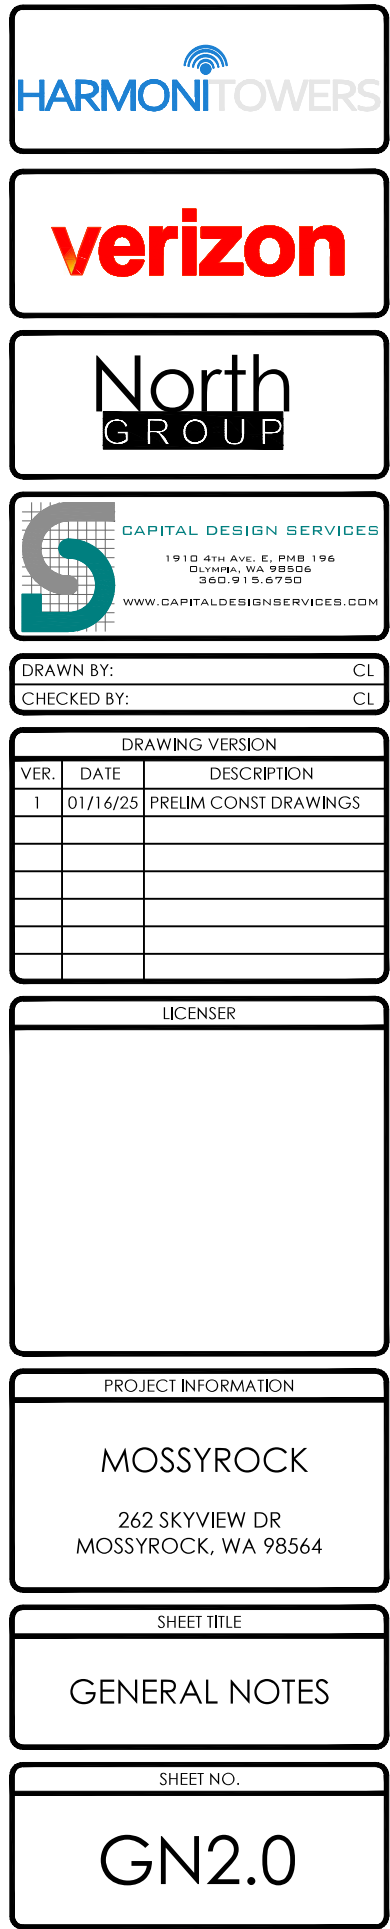 HARMONITOWERS
verizon
North
GROUP
CAPITAL DESIGN SERVICES
1910 4TH AVE. E, PMB 196
OLYMPIA, WA 98506
360.915.6750
WWW.CAPITALDESIGNSERVICES.COM
DRAWN BY: CL
CHECKED BY: CL
DRAWING VERSION
VER. DATE DESCRIPTION
1 01/16/25 PRELIM CONST DRAWINGS
LICENSER
PROJECT INFORMATION
MOSSYROCK
262 SKYVIEW DR
MOSSYROCK, WA 98564
SHEET TITLE
GENERAL NOTES
SHEET NO.
GN2.0